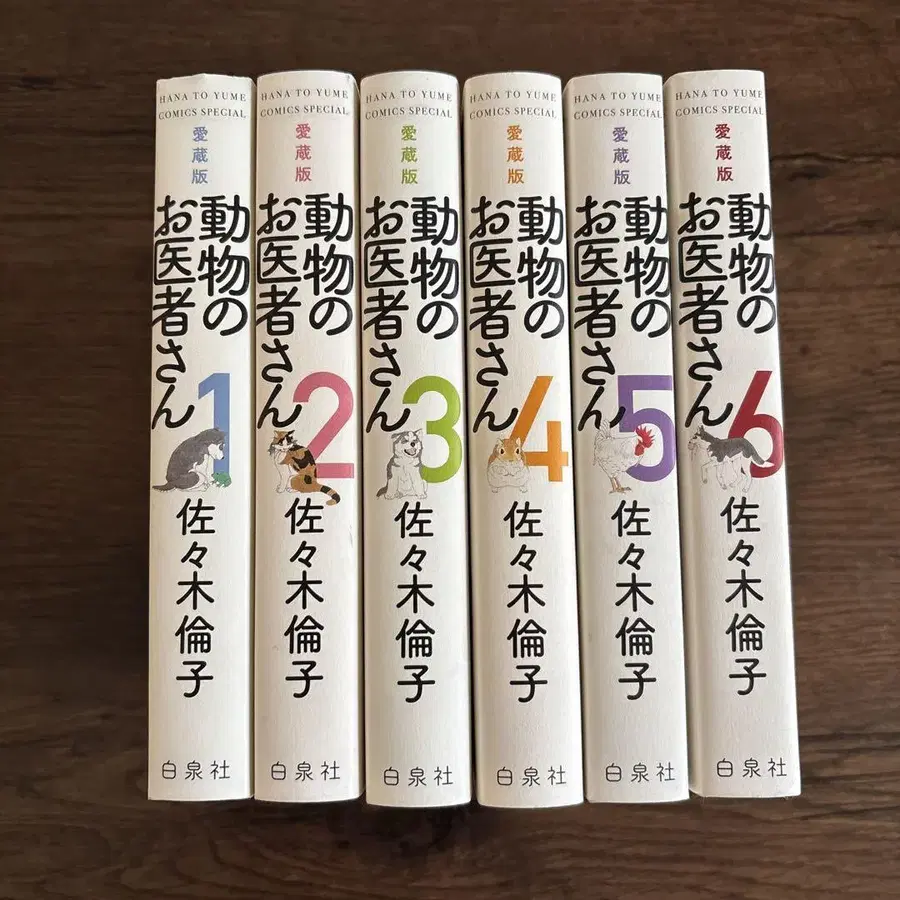 HANA TO YUME
COMICS SPECIAL
愛蔵版
動物の
お医者さん
1
佐々木倫子
白泉社
HANA TO YUME
COMICS SPECIAL
愛蔵版
動物の
お医者さん
2
佐々木倫子
白泉社
HANA TO YUME
COMICS SPECIAL
愛蔵版
動物の
お医者さん
3
佐々木倫子
白泉社
HANA TO YUME
COMICS SPECIAL
愛蔵版
動物の
お医者さん
4
佐々木倫子
白泉社
HANA TO YUME
COMICS SPECIAL
愛蔵版
動物の
お医者さん
5
佐々木倫子
白泉社
HANA TO YUME
COMICS SPECIAL
愛蔵版
動物の
お医者さん
6
佐々木倫子
白泉社